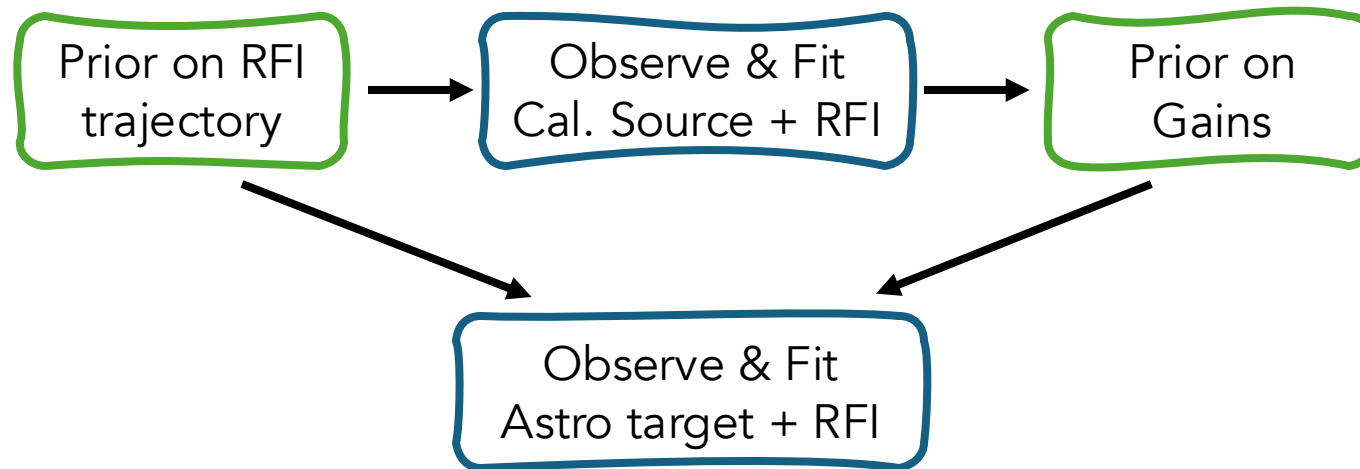 Prior on RFI
trajectory
Observe & Fit
Cal. Source + RFI
Prior on
Gains
Observe & Fit
Astro target + RFI